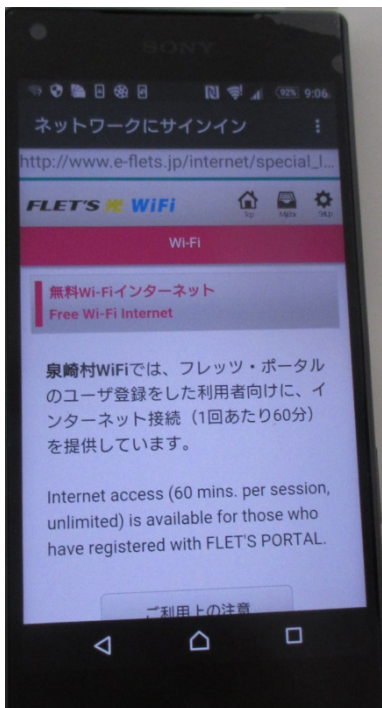 SONY
92% 9:06
ネットワークにサインイン
http://www.e-flets.jp/internet/special_l...
FLET'S 光 WiFi
Top
Wi-Fi
無料Wi-Fiインターネット
Free Wi-Fi Internet
泉崎村WiFiでは、フレッツ・ポータル
のユーザ登録をした利用者向けに、イ
ンターネット接続（1回あたり60分）
を提供しています。
Internet access (60 mins. per session,
unlimited) is available for those who
have registered with FLET'S PORTAL.
ご利用上の注意